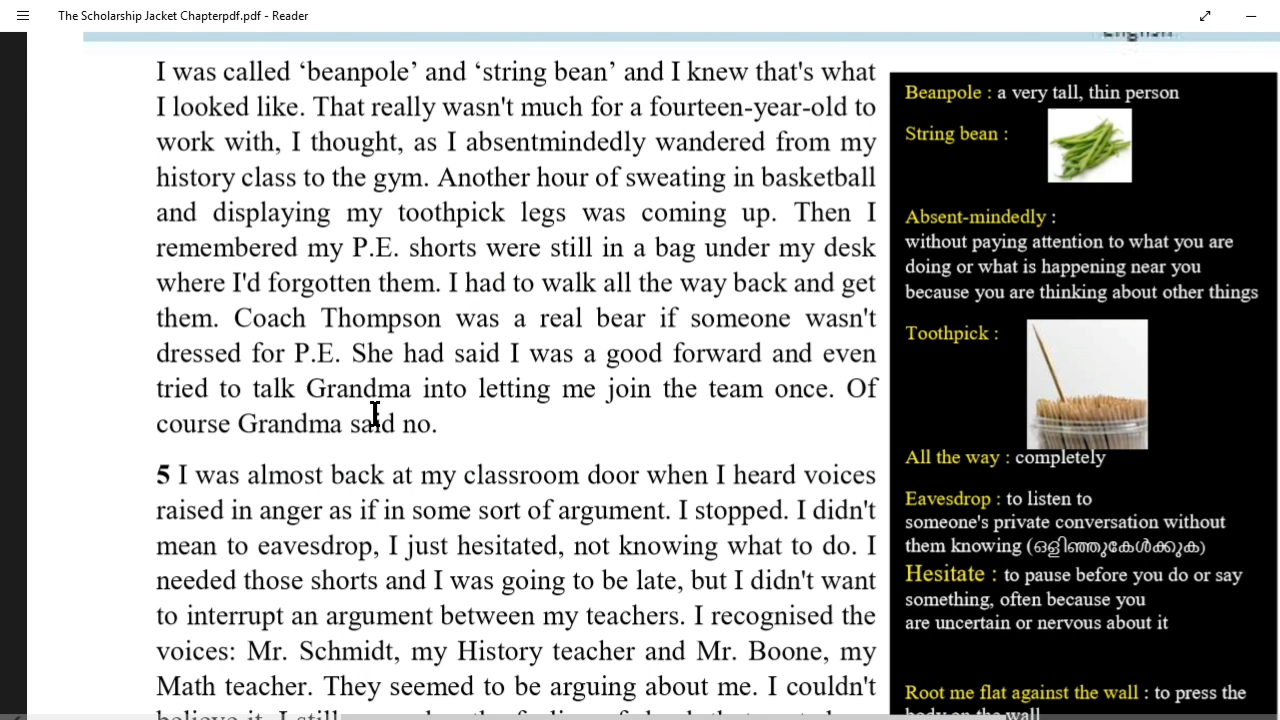 The Scholarship Jacket Chapterpdf.pdf - Reader
English
I was called ‘beanpole’ and ‘string bean’ and I knew that's what
I looked like. That really wasn't much for a fourteen-year-old to
work with, I thought, as I absentmindedly wandered from my
history class to the gym. Another hour of sweating in basketball
and displaying my toothpick legs was coming up. Then I
remembered my P.E. shorts were still in a bag under my desk
where I'd forgotten them. I had to walk all the way back and get
them. Coach Thompson was a real bear if someone wasn't
dressed for P.E. She had said I was a good forward and even
tried to talk Grandma into letting me join the team once. Of
course Grandma said no.
5 I was almost back at my classroom door when I heard voices
raised in anger as if in some sort of argument. I stopped. I didn't
mean to eavesdrop, I just hesitated, not knowing what to do. I
needed those shorts and I was going to be late, but I didn't want
to interrupt an argument between my teachers. I recognised the
voices: Mr. Schmidt, my History teacher and Mr. Boone, my
Math teacher. They seemed to be arguing about me. I couldn't
believe it. I still
Beanpole : a very tall, thin person
String bean :
Absent-mindedly :
without paying attention to what you are
doing or what is happening near you
because you are thinking about other things
Toothpick :
All the way : completely
Eavesdrop : to listen to
someone's private conversation without
them knowing (ഒളിഞ്ഞുകേൾക്കുക)
Hesitate : to pause before you do or say
something, often because you
are uncertain or nervous about it
Root me flat against the wall : to press the
body on the wall